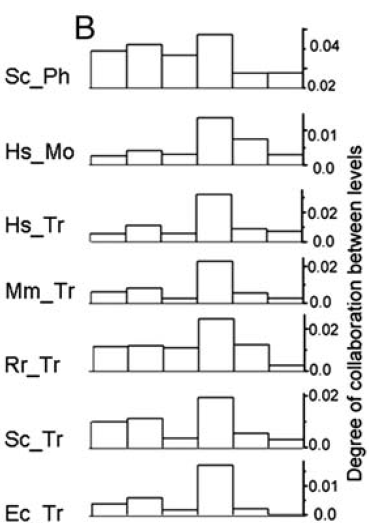 B
Sc_Ph
0.04
0.02
Hs_Mo
0.01
0.0
Hs_Tr
0.02
0.0
Mm_Tr
0.02
0.0
Rr_Tr
0.02
0.0
Sc_Tr
0.02
0.0
Ec_Tr
0.01
0.0
Degree of collaboration between levels